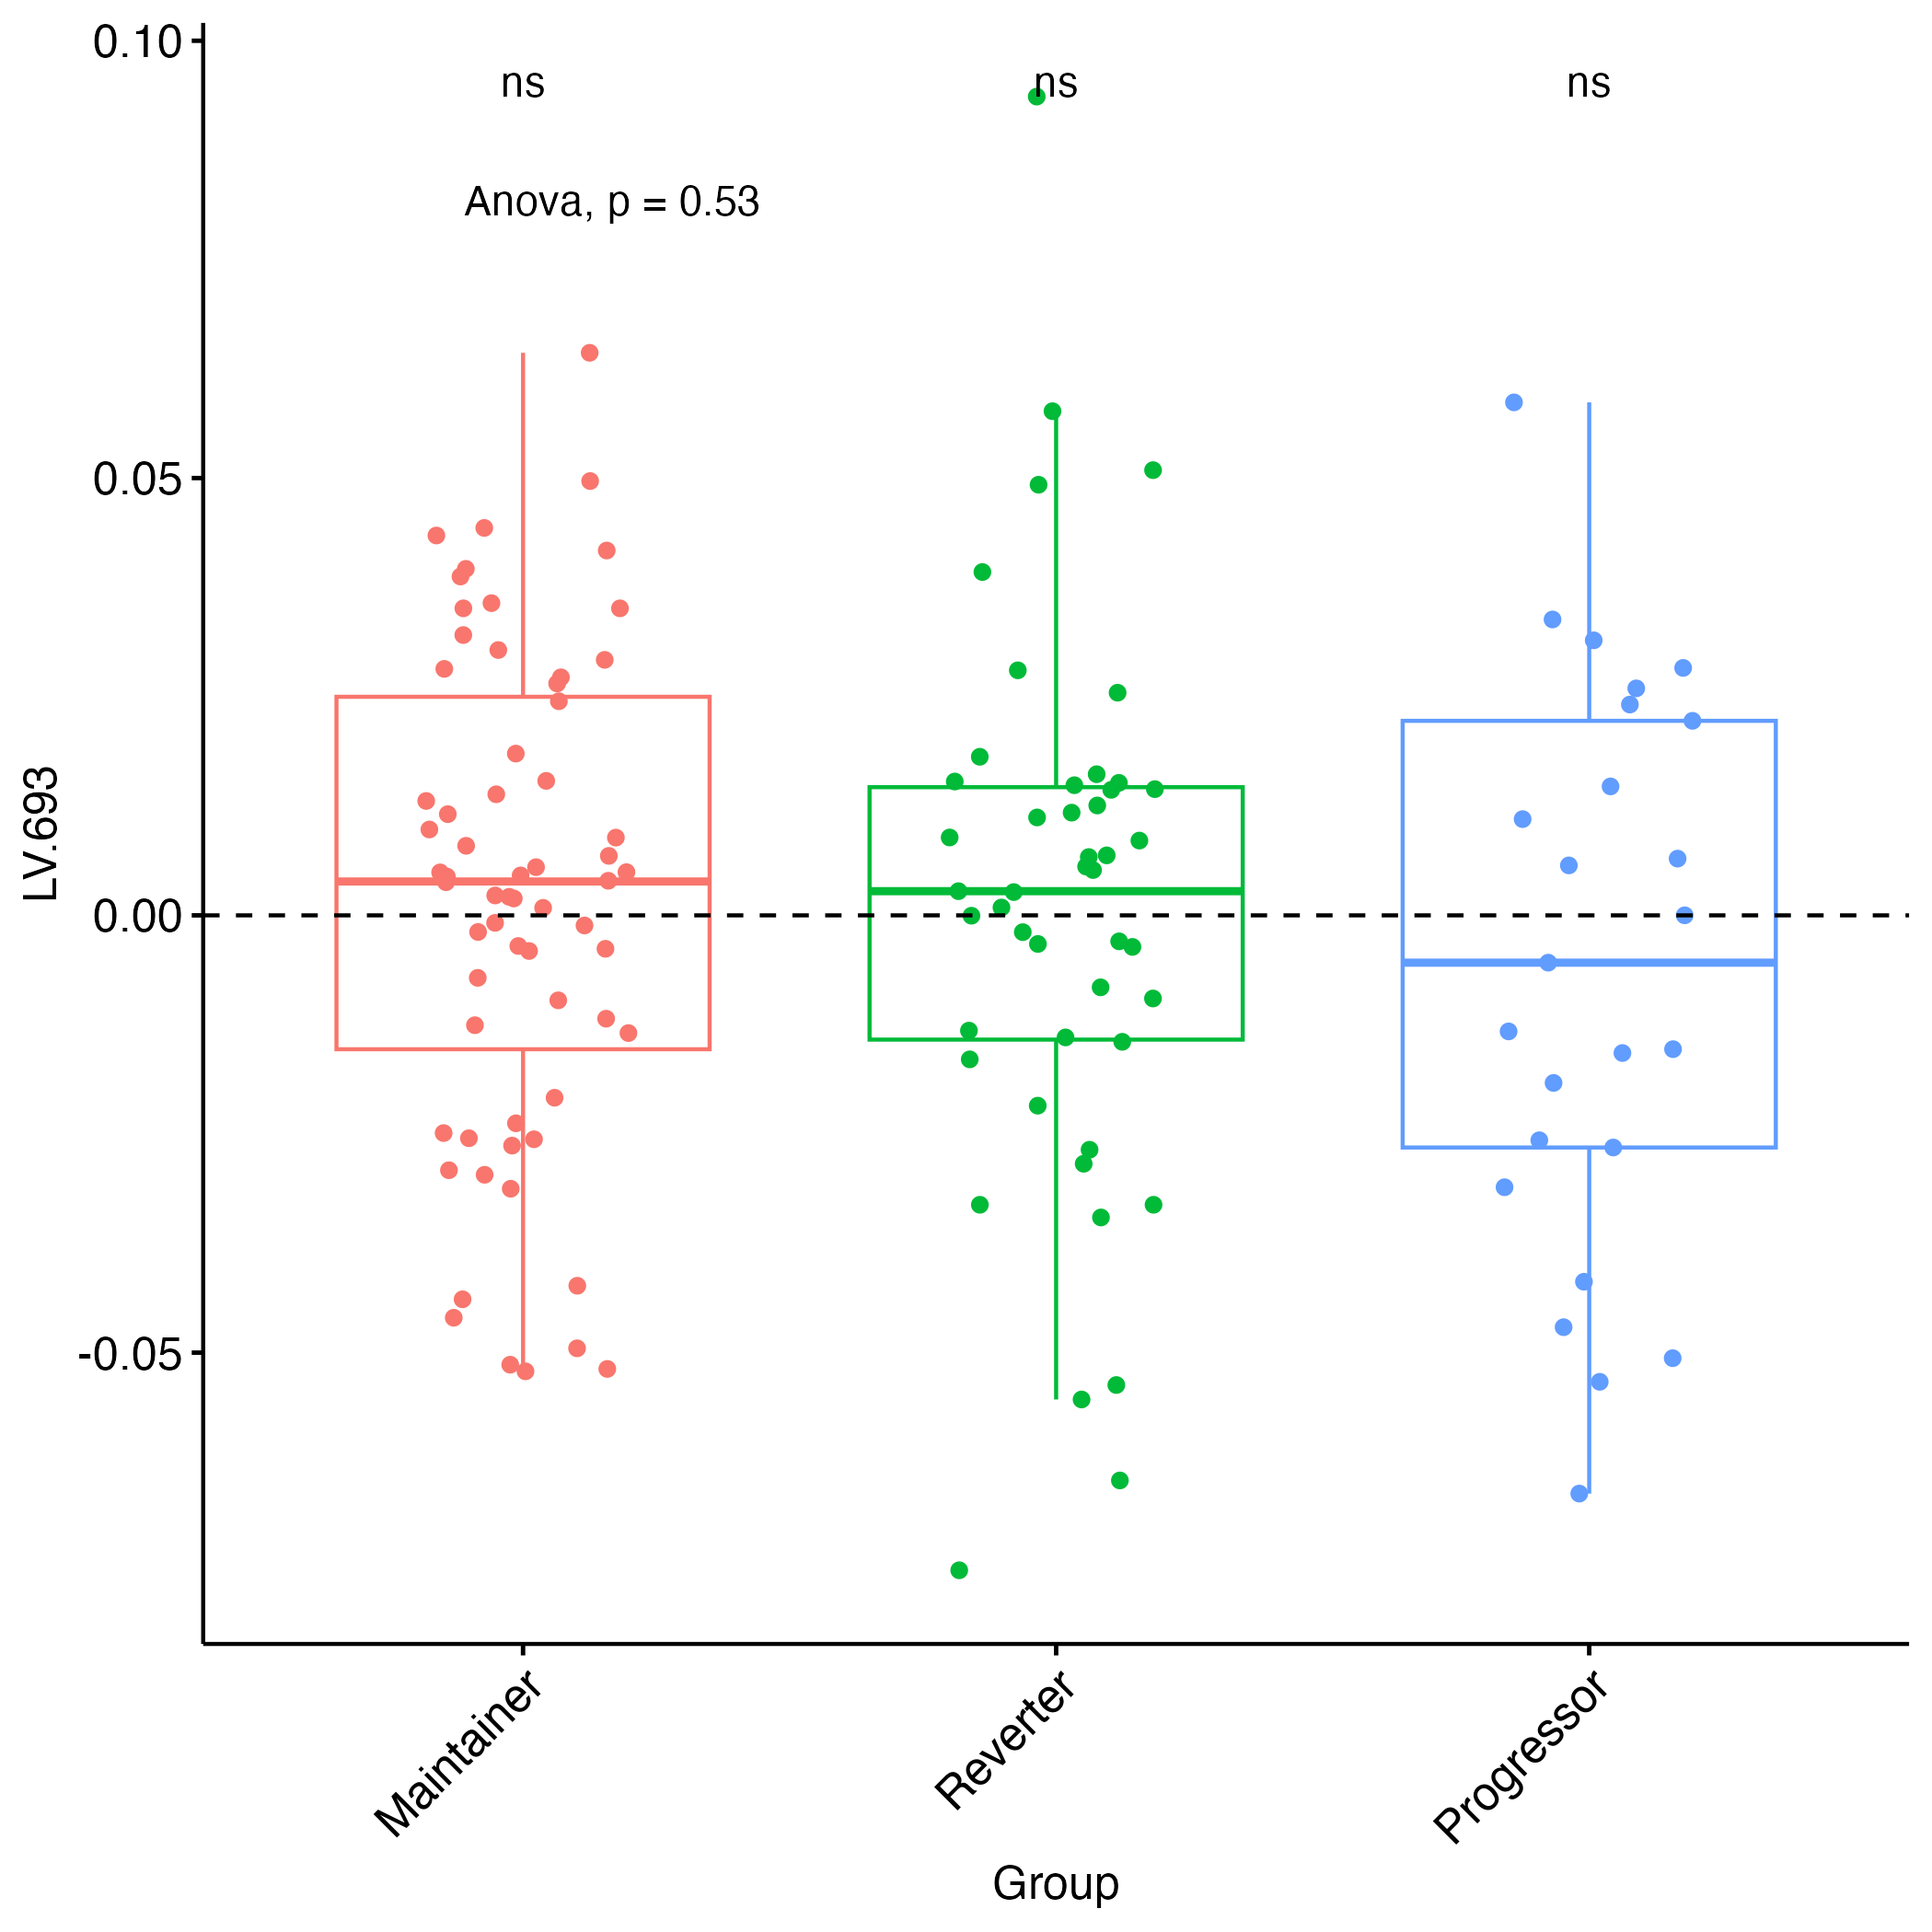 0.10
0.05
0.00
-0.05
LV.693
ns
ns
ns
Anova, p = 0.53
Maintainer
Reverter
Progressor
Group